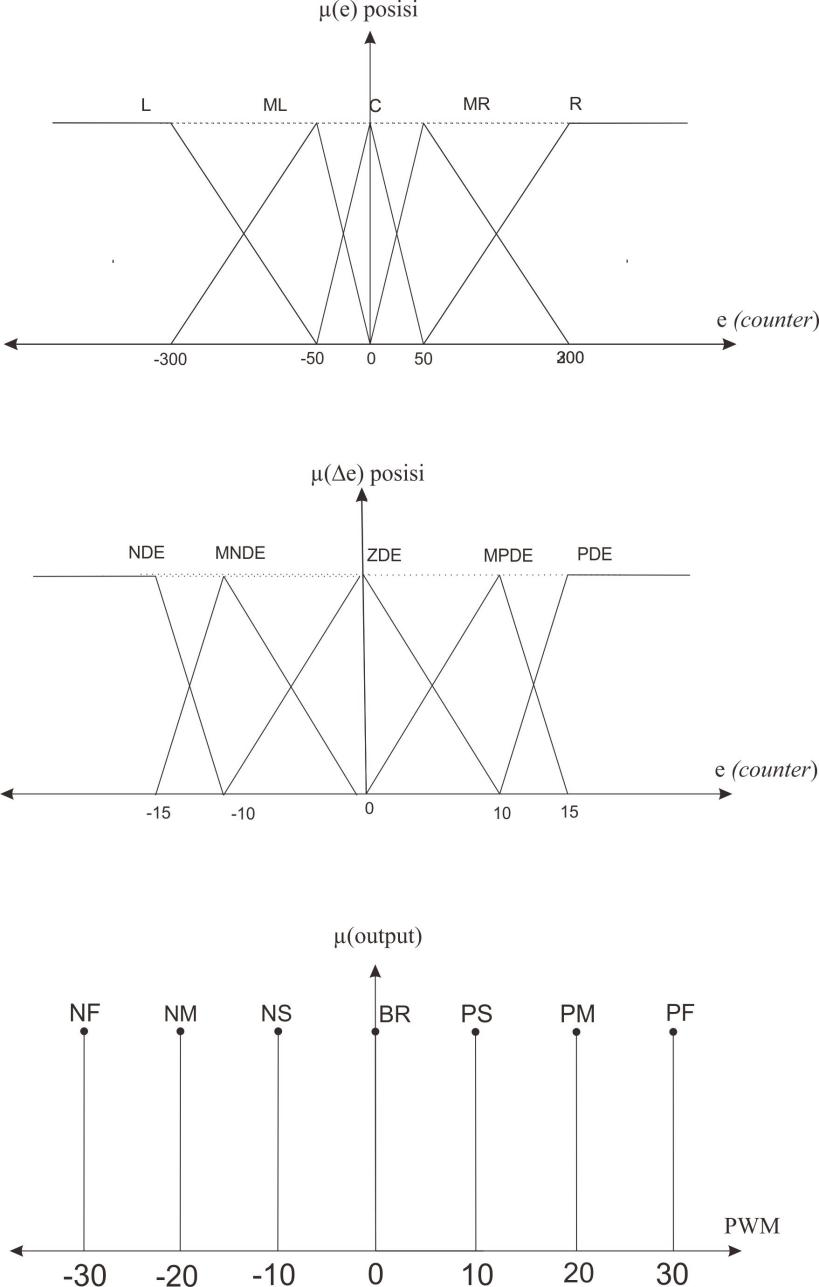 µ(e) posisi
L ML C MR R
e (counter)
-300 -50 0 50
µ(Δe) posisi
NDE MNDE ZDE MPDE PDE
e (counter)
-15 -10 0 10 15
µ(output)
NF NM NS BR PS PM PF
PWM
-30 -20 -10 0 10 20 30